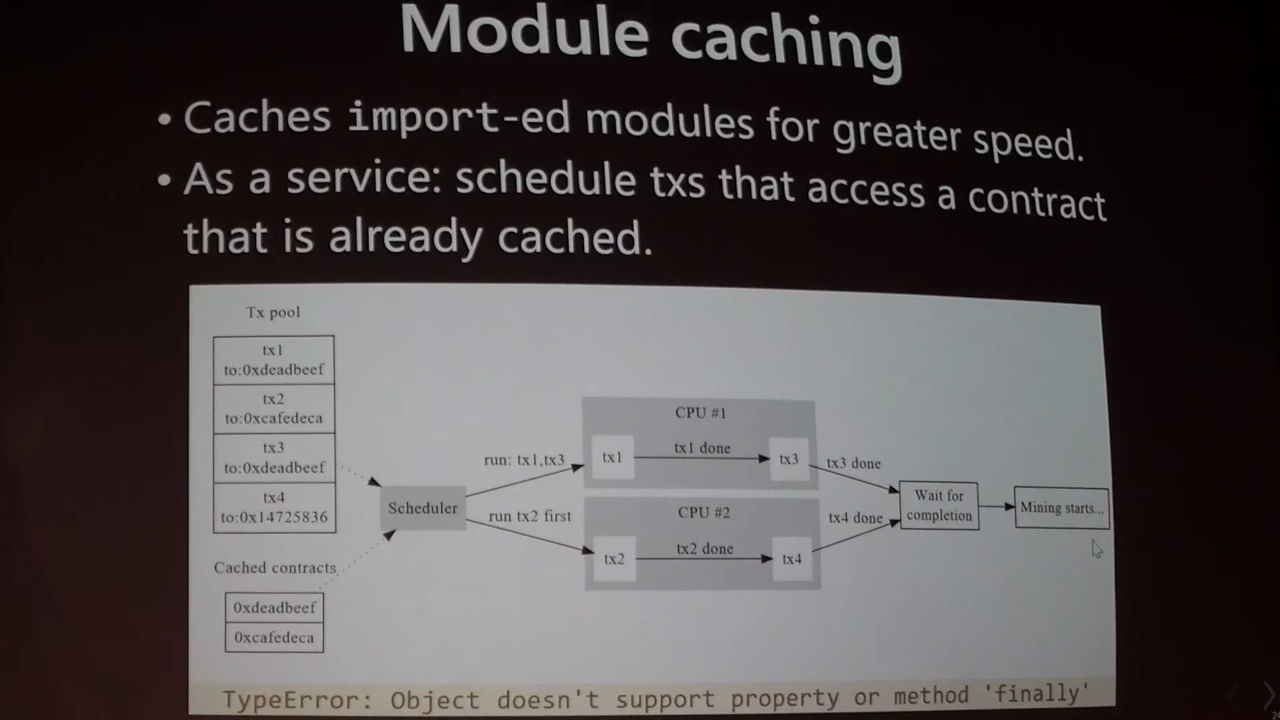 Module caching
• Caches import-ed modules for greater speed.
• As a service: schedule txs that access a contract
that is already cached.
Tx pool
tx1
to:0xdeadbeef
tx2
to:0xcafedeca
tx3
to:0xdeadbeef
tx4
to:0x14725836
Cached contracts
0xdeadbeef
0xcafedeca
Scheduler
run: tx1,tx3
run tx2 first
CPU #1
tx1
tx1 done
tx3
CPU #2
tx2
tx2 done
tx4
tx3 done
tx4 done
Wait for
completion
Mining starts...
TypeError: Object doesn't support property or method 'finally'